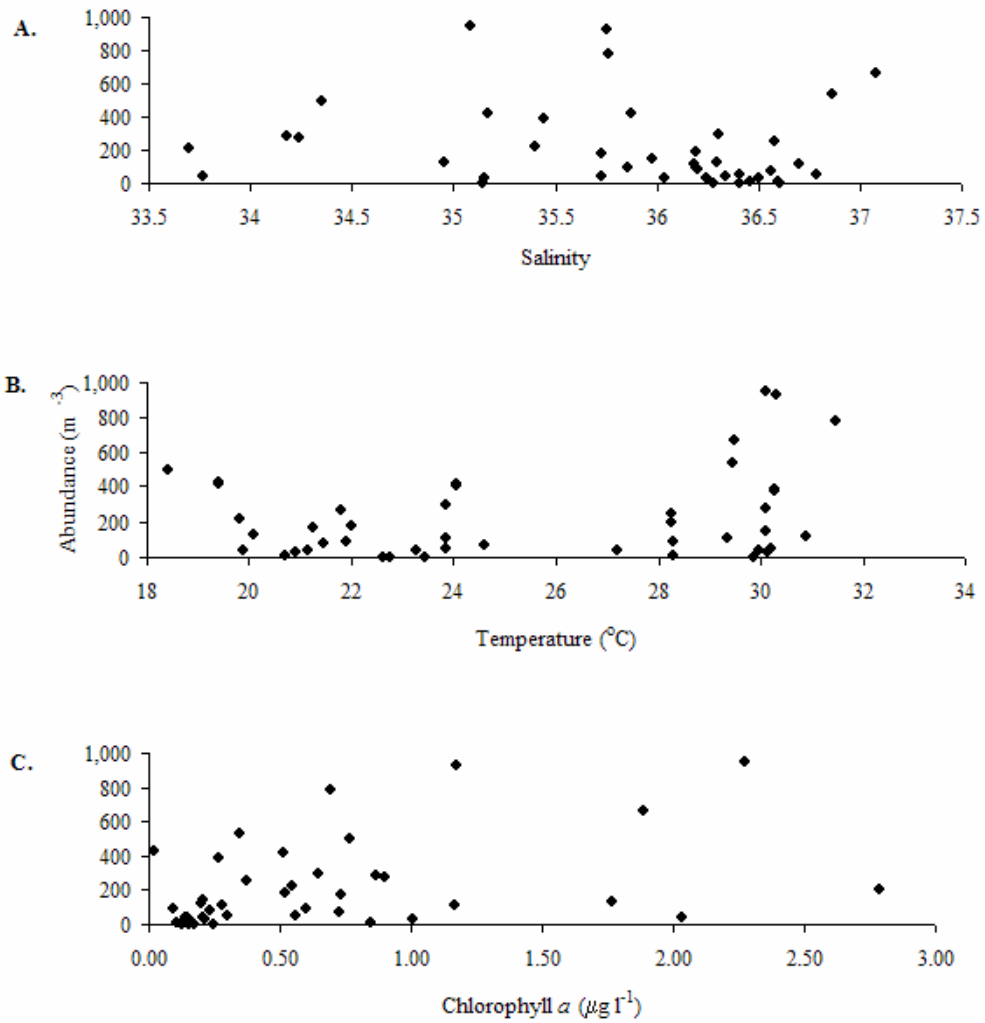 A.
1,000
800
600
400
200
0
33.5 34 34.5 35 35.5 36 36.5 37 37.5
Salinity
B.
Abundance (m⁻³)
1,000
800
600
400
200
0
18 20 22 24 26 28 30 32 34
Temperature (°C)
C.
1,000
800
600
400
200
0
0.00 0.50 1.00 1.50 2.00 2.50 3.00
Chlorophyll a (μg l⁻¹)